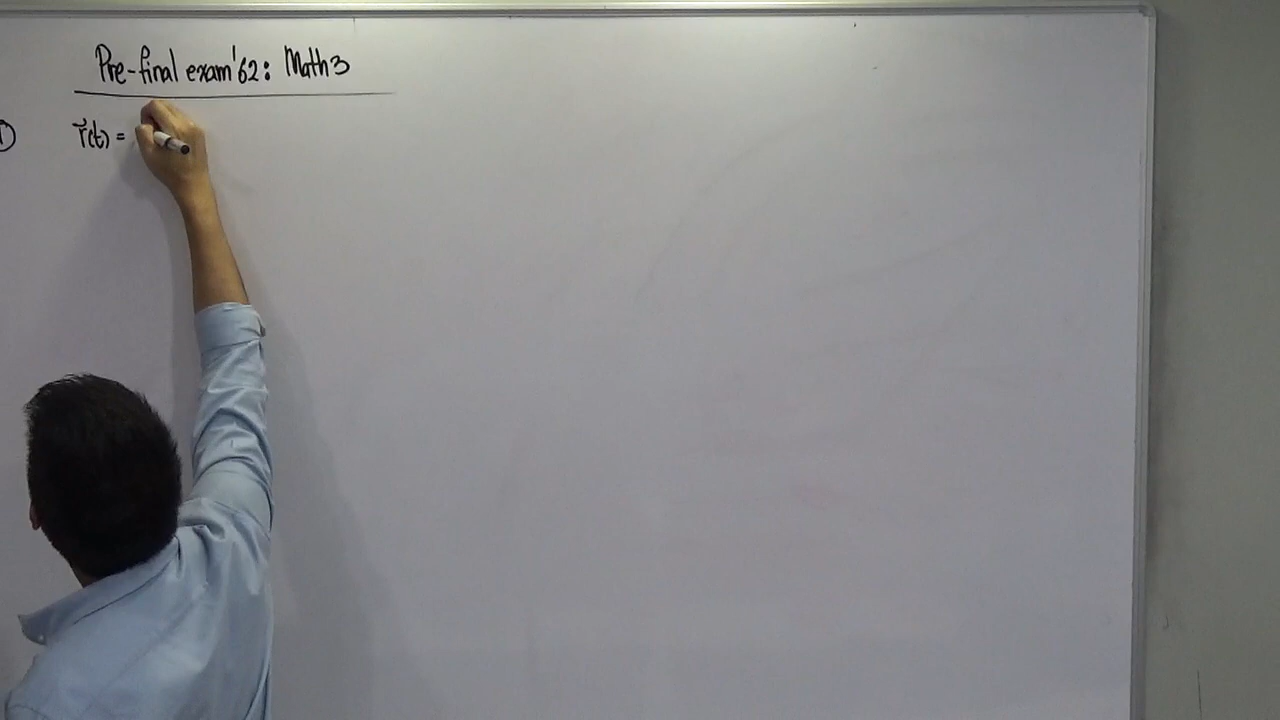 Pre-final exam'62: Math3
① r⃗(t) =